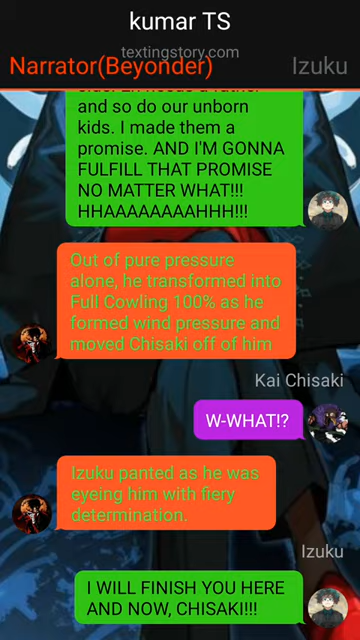 kumar TS
textingstory.com
Narrator(Beyonder)
Izuku
and so do our unborn
kids. I made them a
promise. AND I'M GONNA
FULFILL THAT PROMISE
NO MATTER WHAT!!!
HHAAAAAAAAHHH!!!
Out of pure pressure
alone, he transformed into
Full Cowling 100% as he
formed wind pressure and
moved Chisaki off of him
Kai Chisaki
W-WHAT!?
Izuku panted as he was
eyeing him with fiery
determination.
Izuku
I WILL FINISH YOU HERE
AND NOW, CHISAKI!!!